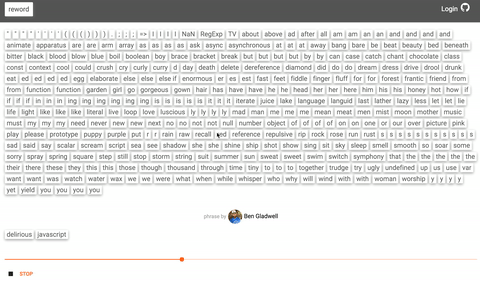 reword
Login
" | " | " | " | " | " | ( | ( | ( | ) | ) | ) | . | ; | ; | ; | => | I | I | I | I | NaN | RegExp | TV | about | above | ad | after | all | am | am | an | an | and | and | and | and
animate | apparatus | are | are | arm | array | as | as | as | as | ask | async | asynchronous | at | at | at | away | bang | bare | be | beat | beauty | bed | beneath
bitter | black | blood | blow | blue | boil | boolean | boy | brace | bracket | break | but | but | but | but | by | by | can | case | catch | chant | chocolate | class
const | context | cool | could | crush | cry | curly | curry | d | day | death | delete | dereference | diamond | did | do | do | dream | dress | drive | drool | drunk
eat | ed | ed | ed | ed | egg | elaborate | else | else | else | if | enormous | er | es | est | fast | feet | fiddle | finger | fluff | for | for | forest | frantic | friend | from
from | function | function | garden | girl | go | gorgeous | gown | hair | has | have | have | he | he | head | her | her | here | him | his | his | honey | hot | how | if
if | if | if | in | in | in | ing | ing | ing | ing | ing | ing | is | is | is | is | is | it | it | it | iterate | juice | lake | language | languid | last | lather | lazy | less | let | let | lie
life | light | like | like | like | literal | live | loop | love | luscious | ly | ly | ly | ly | mad | man | me | me | me | mean | meat | men | mist | moon | mother | music
must | my | my | my | need | never | new | new | next | no | no | not | not | null | number | object | of | of | of | of | on | on | one | or | or | our | over | picture | pink
play | please | prototype | puppy | purple | put | r | r | rain | raw | recall | red | reference | repulsive | rip | rock | rose | run | rust | s | s | s | s | s | s | s | s | s | s | s
sad | said | say | scalar | scream | script | sea | see | shadow | she | she | shine | ship | shot | show | sing | sit | sky | sleep | smell | smooth | so | soar | some
sorry | spray | spring | square | step | still | stop | storm | string | suit | summer | sun | sweat | sweet | swim | switch | symphony | that | the | the | the | the | the
their | there | these | they | this | this | those | though | thousand | through | time | tiny | to | to | to | together | trudge | try | ugly | undefined | up | us | use | var
want | want | was | watch | water | wax | we | we | were | what | when | while | whisper | who | why | will | wind | with | with | woman | worship | y | y | y | y
yet | yield | you | you | you | you
phrase by Ben Gladwell
delirious | javascript
STOP